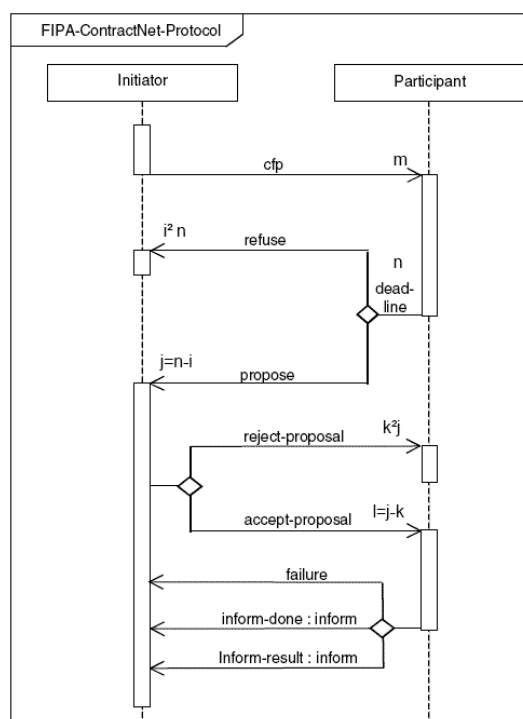 FIPA-ContractNet-Protocol
Initiator
Participant
cfp
m
i² n
refuse
n
dead-
line
j=n-i
propose
reject-proposal
k²j
accept-proposal
l=j-k
failure
inform-done : inform
Inform-result : inform